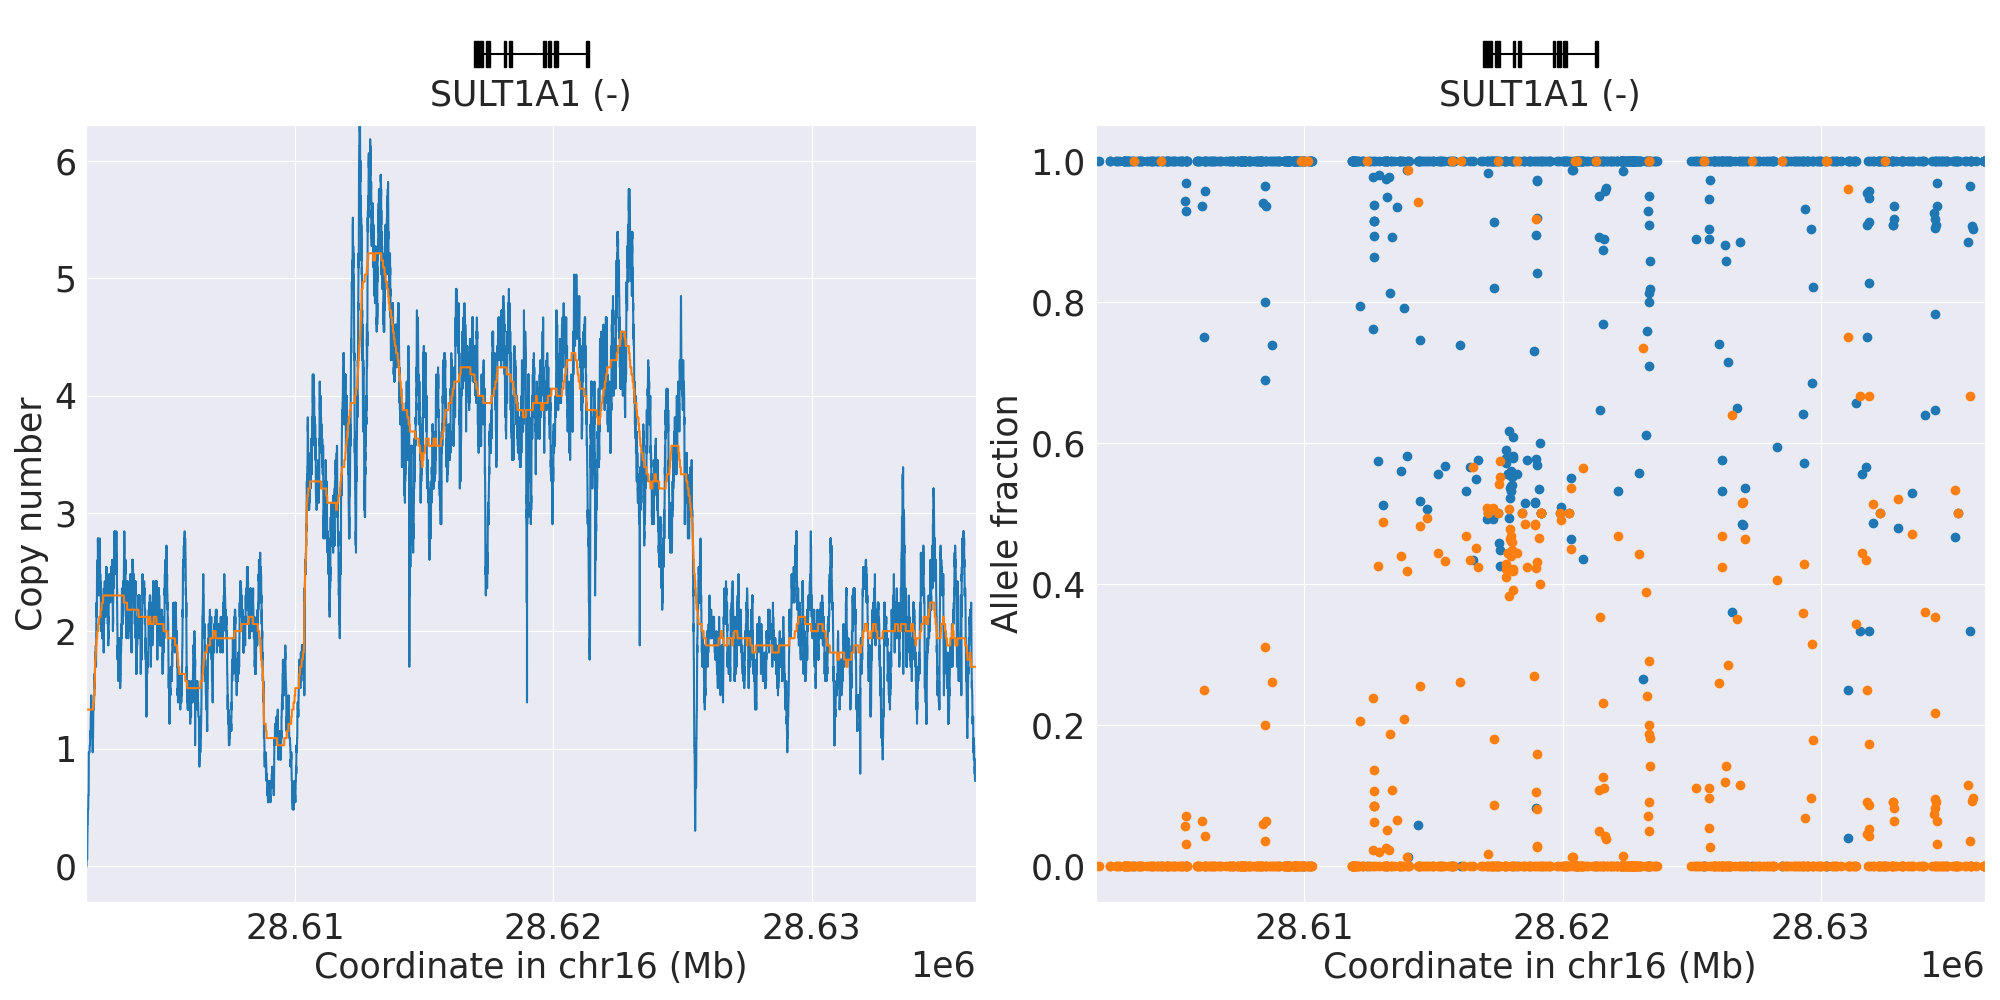 SULT1A1 (-)
Copy number
6
5
4
3
2
1
0
28.61 28.62 28.63
Coordinate in chr16 (Mb)
1e6
SULT1A1 (-)
Allele fraction
1.0
0.8
0.6
0.4
0.2
0.0
28.61 28.62 28.63
Coordinate in chr16 (Mb)
1e6